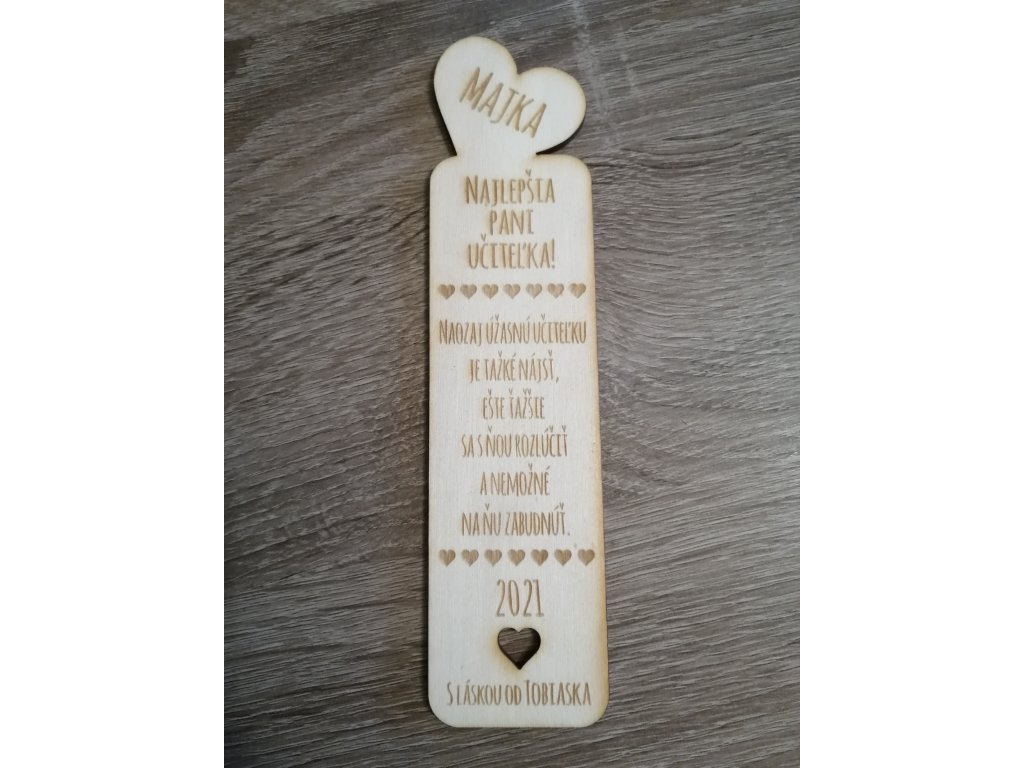 MAJKA
NAJLEPŠIA
PANI
UČITEĽKA!
NAOZAJ ÚŽASNÚ UČITEĽKU
JE ŤAŽKÉ NÁJSŤ,
EŠTE ŤAŽŠIE
SA S ŇOU ROZLÚČIŤ
A NEMOŽNÉ
NA ŇU ZABUDNÚŤ.
2021
S LÁSKOU OD TOBIASKA